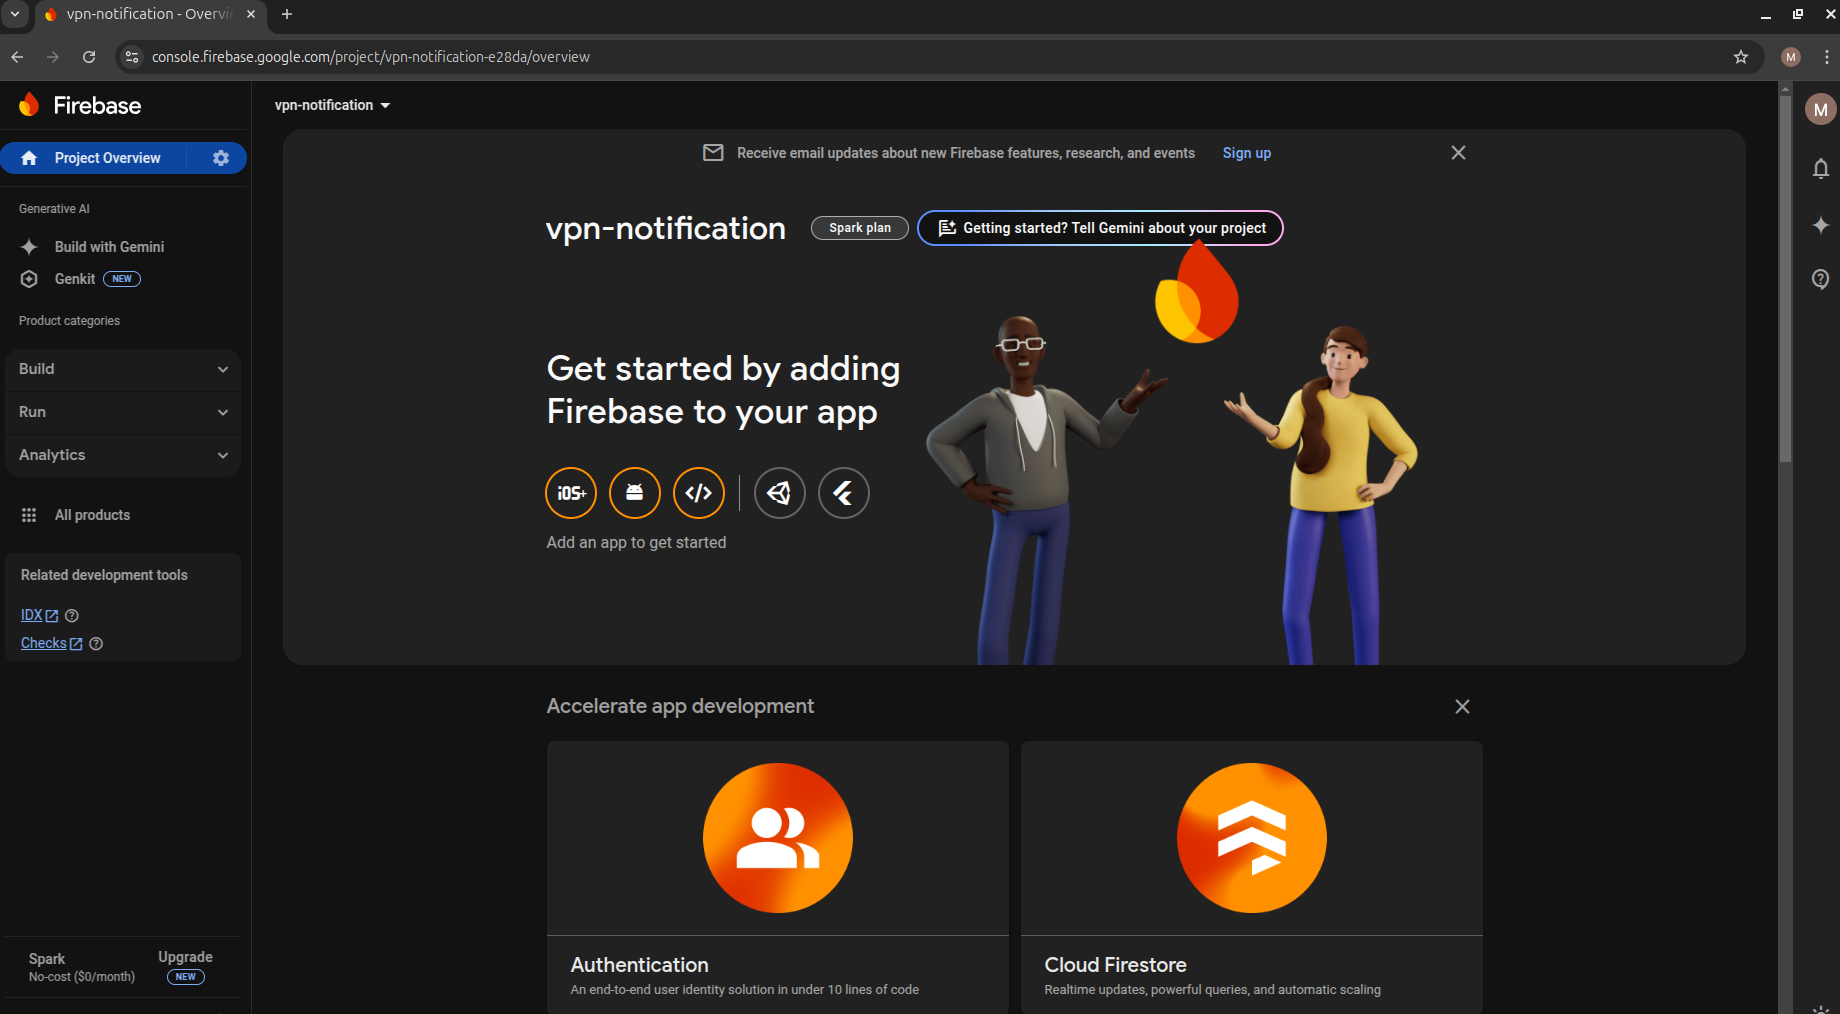 vpn-notification - Overvi
console.firebase.google.com/project/vpn-notification-e28da/overview
M
Firebase
vpn-notification
M
Project Overview
Receive email updates about new Firebase features, research, and events Sign up
Generative AI
Build with Gemini
Genkit NEW
Product categories
Build
Run
Analytics
All products
Related development tools
IDX
Checks
Spark
No-cost ($0/month)
Upgrade
NEW
vpn-notification
Spark plan
Getting started? Tell Gemini about your project
Get started by adding
Firebase to your app
iOS+
Add an app to get started
Accelerate app development
Authentication
An end-to-end user identity solution in under 10 lines of code
Cloud Firestore
Realtime updates, powerful queries, and automatic scaling